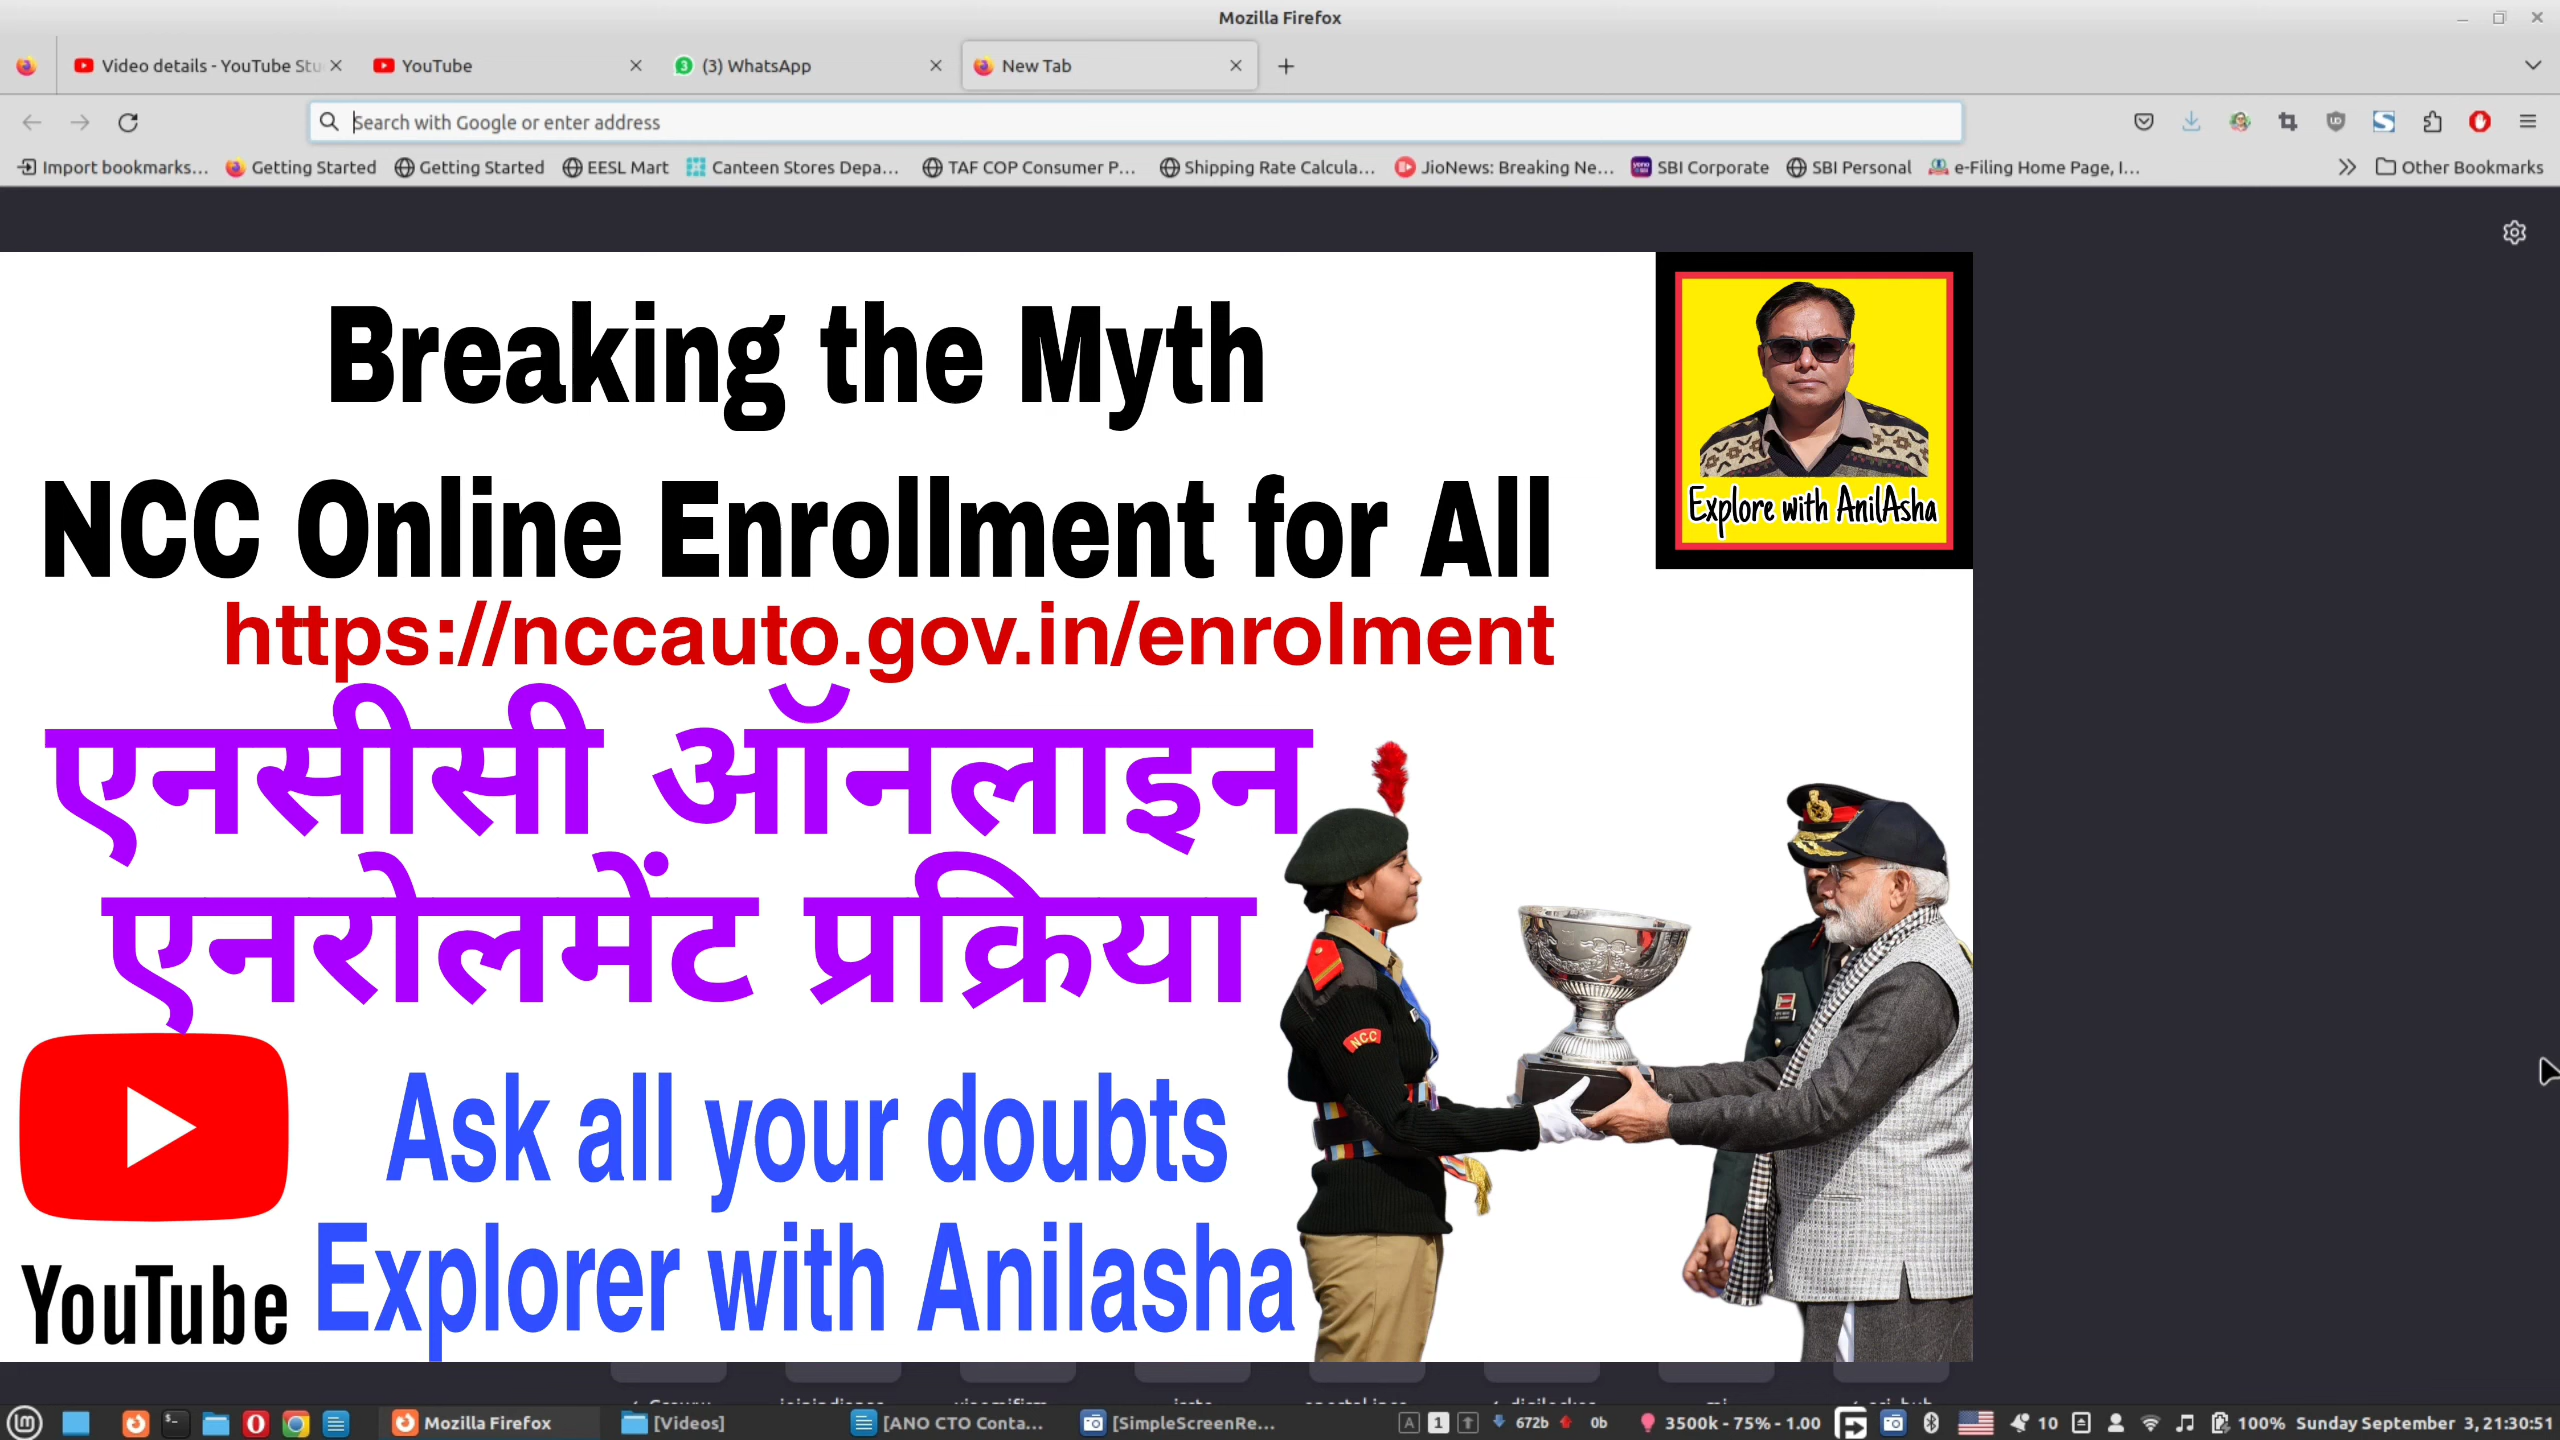 Mozilla Firefox
Video details - YouTube Stu
YouTube
(3) WhatsApp
New Tab
Search with Google or enter address
Import bookmarks...
Getting Started
Getting Started
EESL Mart
Canteen Stores Depa...
TAF COP Consumer P...
Shipping Rate Calcula...
JioNews: Breaking Ne...
SBI Corporate
SBI Personal
e-Filing Home Page, I...
Other Bookmarks
Breaking the Myth
NCC Online Enrollment for All
https://nccauto.gov.in/enrolment
Explore with AnilAsha
एनसीसी ऑनलाइन
एनरोलमेंट प्रक्रिया
NCC
Ask all your doubts
Explorer with Anilasha
YouTube
Mozilla Firefox
[Videos]
[ANO CTO Conta...
[SimpleScreenRe...
A
1
672b
0b
3500k - 75% - 1.00
10
100%
Sunday September 3, 21:30:51